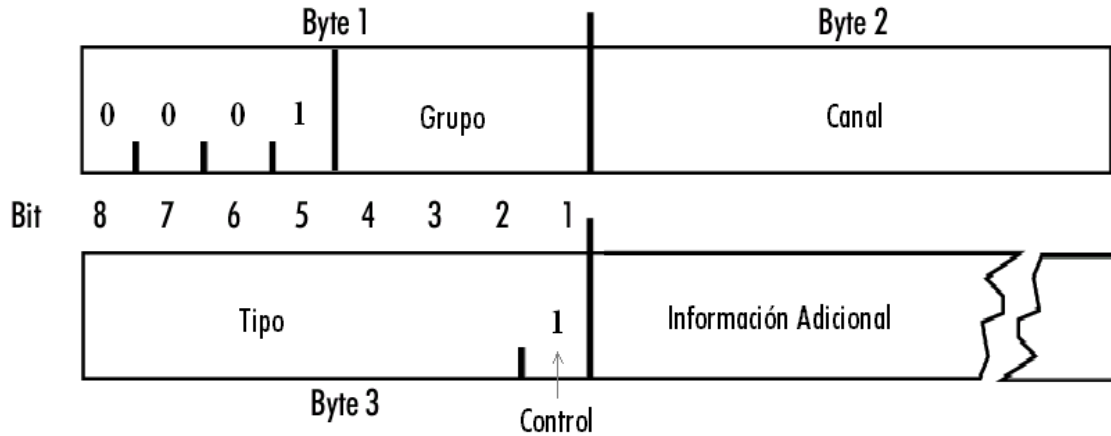 Byte 1 Byte 2
0 0 0 1 Grupo Canal
Bit 8 7 6 5 4 3 2 1
Tipo 1 Información Adicional
Byte 3
Control